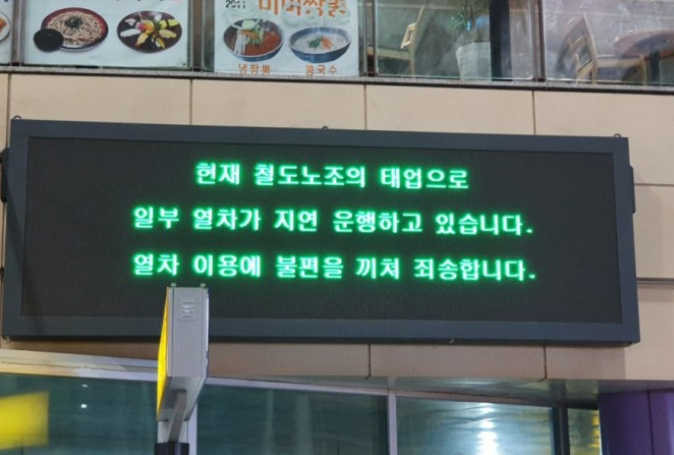 냉짬뽕
콩국수
현재 철도노조의 태업으로
일부 열차가 지연 운행하고 있습니다.
열차 이용에 불편을 끼쳐 죄송합니다.